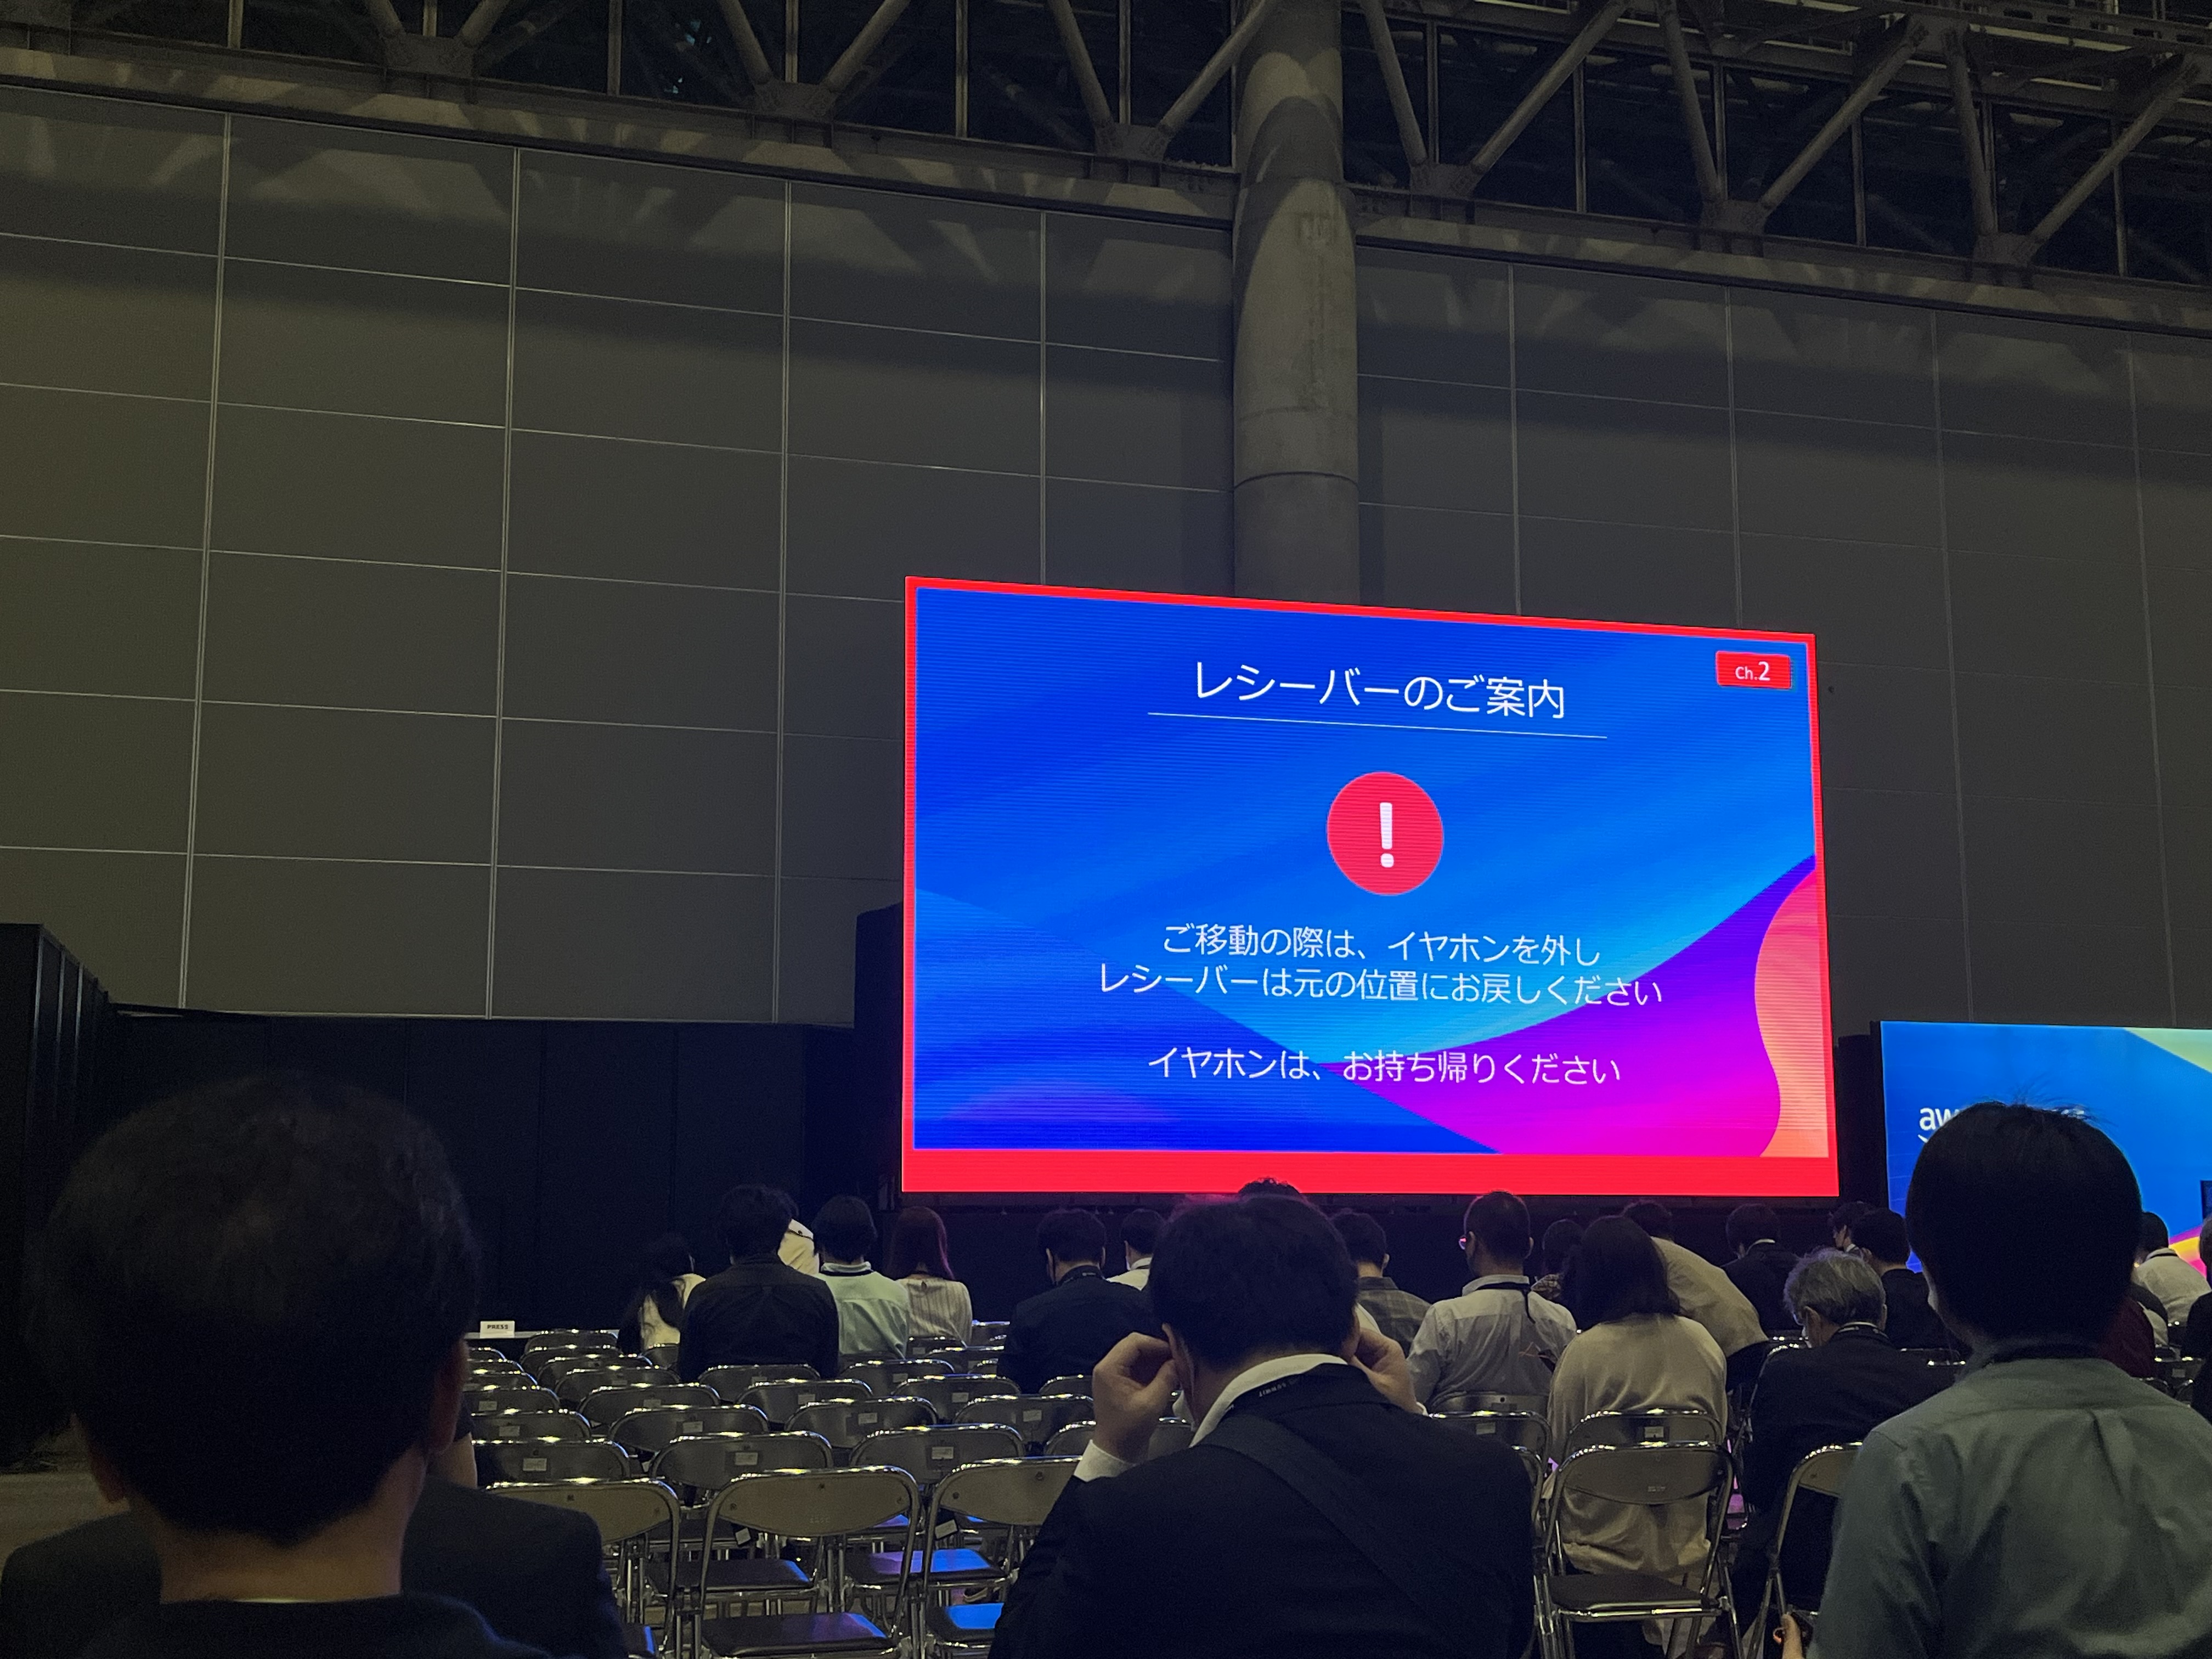 レシーバーのご案内
Ch.2
!
ご移動の際は、イヤホンを外し
レシーバーは元の位置にお戻しください
イヤホンは、お持ち帰りください
PRESS